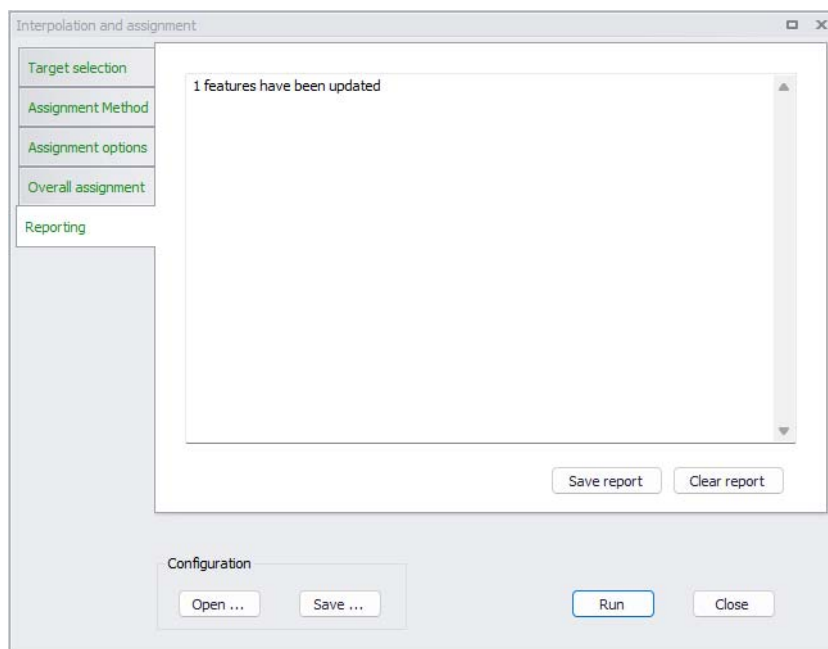 Interpolation and assignment
Target selection
Assignment Method
Assignment options
Overall assignment
Reporting
1 features have been updated
Save report
Clear report
Configuration
Open ...
Save ...
Run
Close